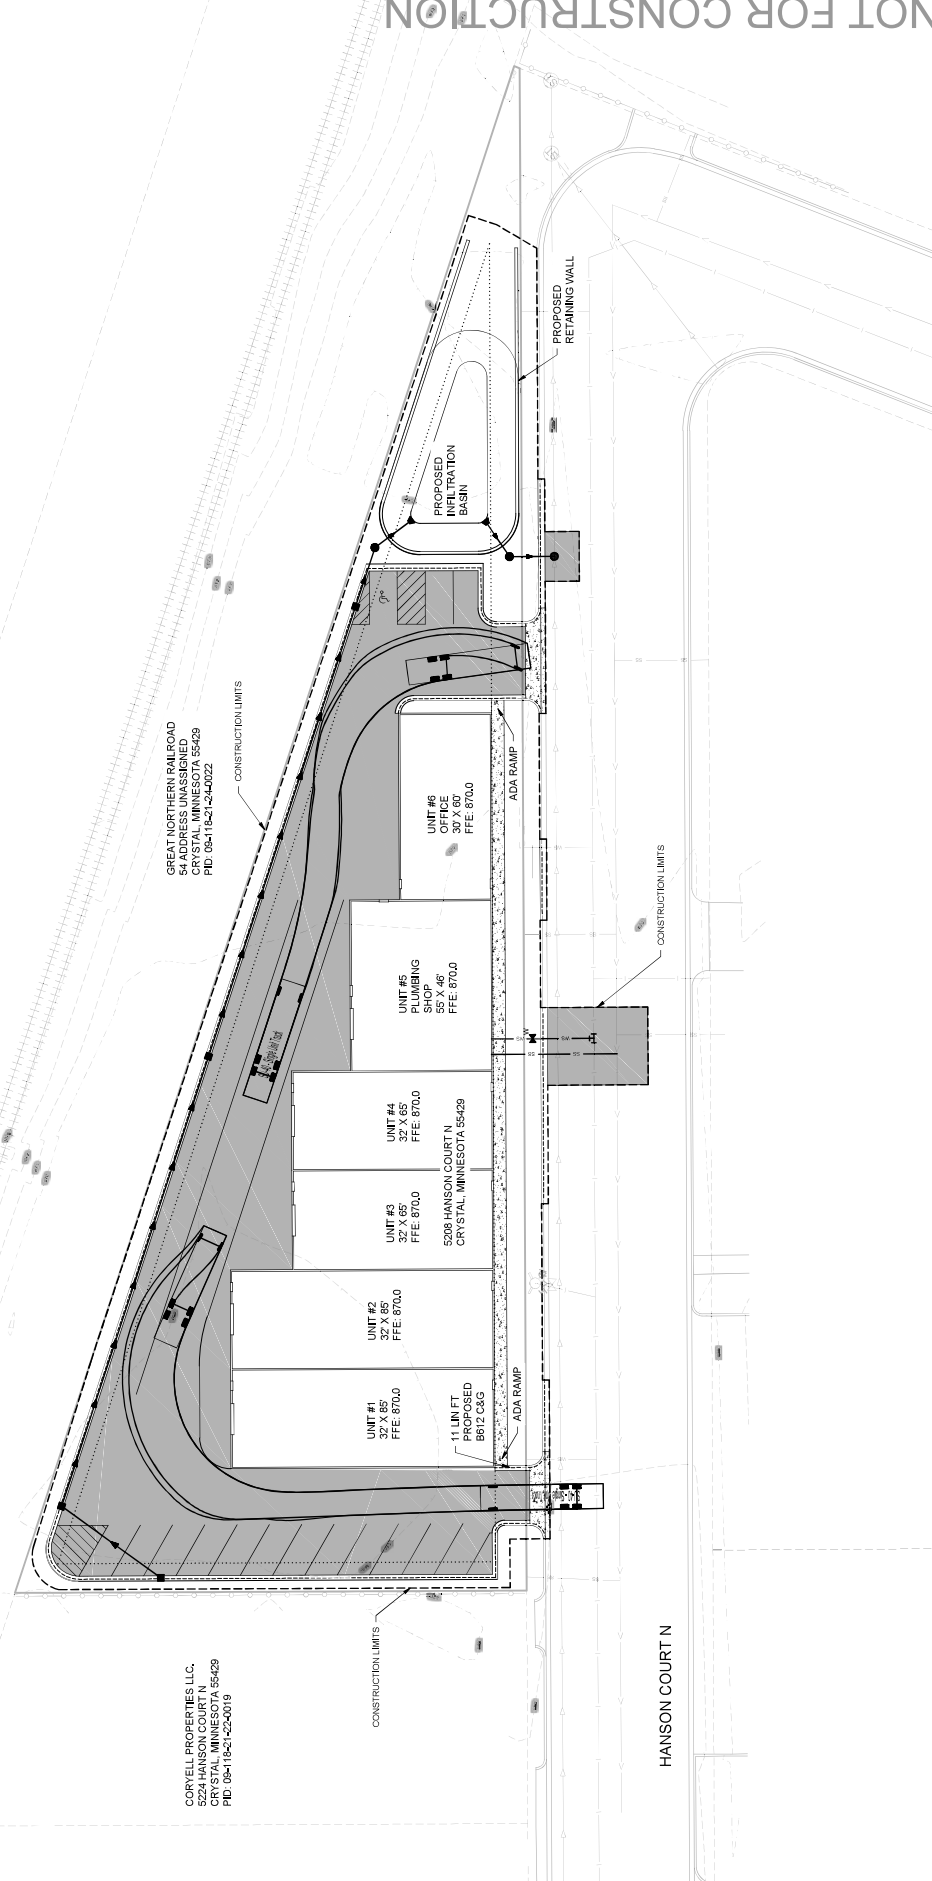 NOT FOR CONSTRUCTION
PROPOSED
RETAINING WALL
PROPOSED
INFILTRATION
BASIN
GREAT NORTHERN RAILROAD
54 ADDRESS UNASSIGNED
CRYSTAL, MINNESOTA 55429
PID: 09-118-21-24-0022
CONSTRUCTION LIMITS
ADA RAMP
UNIT #6
OFFICE
30' X 60'
FFE: 870.0
CONSTRUCTION LIMITS
UNIT #5
PLUMBING
SHOP
55' X 46'
FFE: 870.0
UNIT #4
32' X 65'
FFE: 870.0
5208 HANSON COURT N
CRYSTAL, MINNESOTA 55429
UNIT #3
32' X 65'
FFE: 870.0
UNIT #2
32' X 85'
FFE: 870.0
UNIT #1
32' X 85'
FFE: 870.0
11 LIN FT
PROPOSED
B612 C&G
ADA RAMP
CONSTRUCTION LIMITS
CORYELL PROPERTIES LLC.
5224 HANSON COURT N
CRYSTAL, MINNESOTA 55429
PID: 09-118-21-22-0019
HANSON COURT N